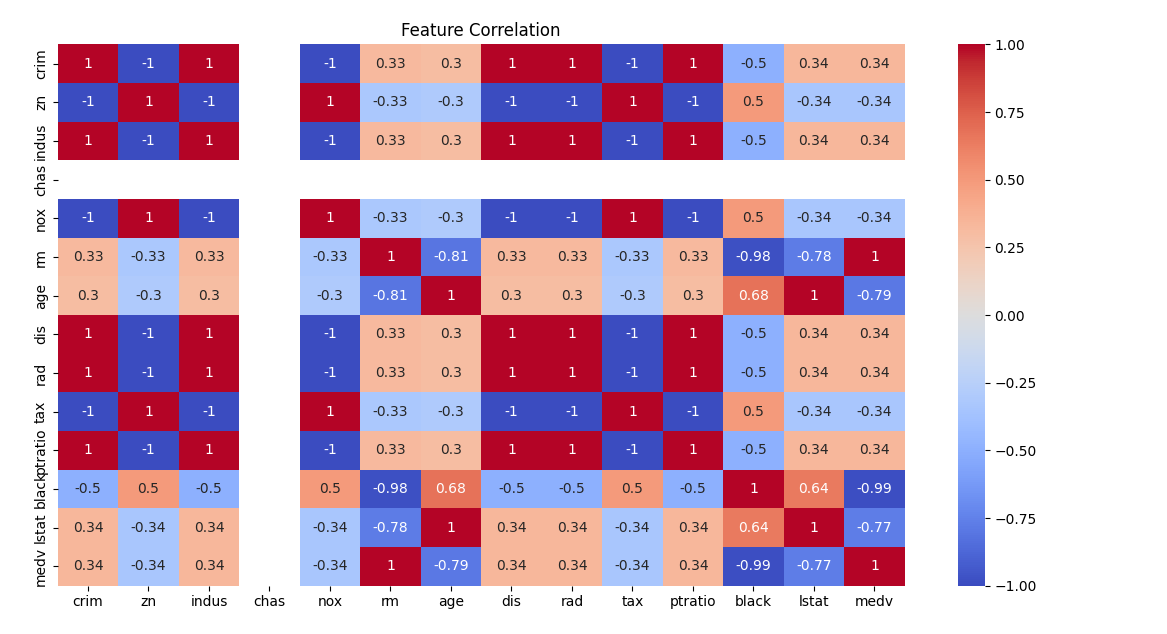 Feature Correlation
crim 1 -1 1 -1 0.33 0.3 1 1 -1 1 -0.5 0.34 0.34
zn -1 1 -1 1 -0.33 -0.3 -1 -1 1 -1 0.5 -0.34 -0.34
indus 1 -1 1 -1 0.33 0.3 1 1 -1 1 -0.5 0.34 0.34
chas
nox -1 1 -1 1 -0.33 -0.3 -1 -1 1 -1 0.5 -0.34 -0.34
rm 0.33 -0.33 0.33 -0.33 1 -0.81 0.33 0.33 -0.33 0.33 -0.98 -0.78 1
age 0.3 -0.3 0.3 -0.3 -0.81 1 0.3 0.3 -0.3 0.3 0.68 1 -0.79
dis 1 -1 1 -1 0.33 0.3 1 1 -1 1 -0.5 0.34 0.34
rad 1 -1 1 -1 0.33 0.3 1 1 -1 1 -0.5 0.34 0.34
tax -1 1 -1 1 -0.33 -0.3 -1 -1 1 -1 0.5 -0.34 -0.34
ptratio 1 -1 1 -1 0.33 0.3 1 1 -1 1 -0.5 0.34 0.34
black -0.5 0.5 -0.5 0.5 -0.98 0.68 -0.5 -0.5 0.5 -0.5 1 0.64 -0.99
lstat 0.34 -0.34 0.34 -0.34 -0.78 1 0.34 0.34 -0.34 0.34 0.64 1 -0.77
medv 0.34 -0.34 0.34 -0.34 1 -0.79 0.34 0.34 -0.34 0.34 -0.99 -0.77 1
crim zn indus chas nox rm age dis rad tax ptratio black lstat medv
1.00
0.75
0.50
0.25
0.00
−0.25
−0.50
−0.75
−1.00